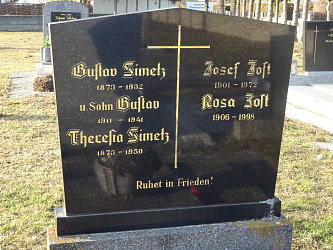 Gustav Simetz
1873 - 1932
u. Sohn Gustav
1911 - 1941
Theresia Simetz
1875 - 1950
Josef Jost
1901 - 1972
Rosa Jost
1906 - 1998
Ruhet in Frieden!